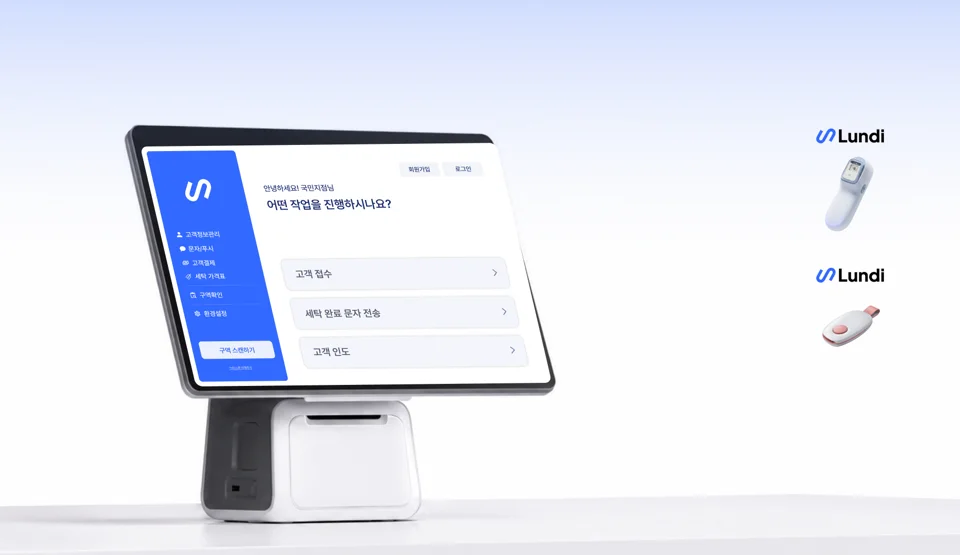 회원가입
로그인
안녕하세요! 국민지점님
어떤 작업을 진행하시나요?
고객정보관리
문자/푸시
고객결제
세탁 가격표
구역확인
환경설정
구역 스캔하기
고객 접수
세탁 완료 문자 전송
고객 인도
Lundi
Lundi